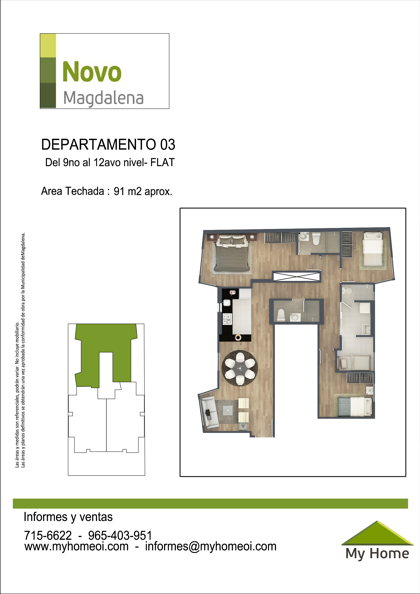 Novo
Magdalena
DEPARTAMENTO 03
Del 9no al 12avo nivel- FLAT
Area Techada : 91 m2 aprox.
Las áreas y medidas son referenciales, podrán variar. No Incluye mobiliario.
Las áreas y planos definitivos se obtendrán una vez aprobada la conformidad de obra por la Municipalidad deMagdalena.
Informes y ventas
715-6622 - 965-403-951
www.myhomeoi.com - informes@myhomeoi.com
My Home